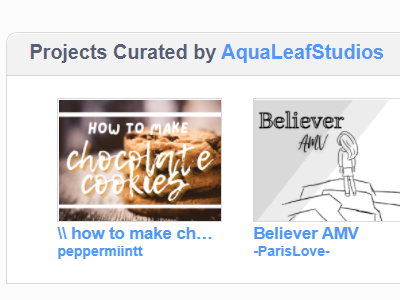 Projects Curated by AquaLeafStudios
HOW TO MAKE
chocolate
cookies
Believer
AMV
\\ how to make ch...
peppermiintt
Believer AMV
-ParisLove-